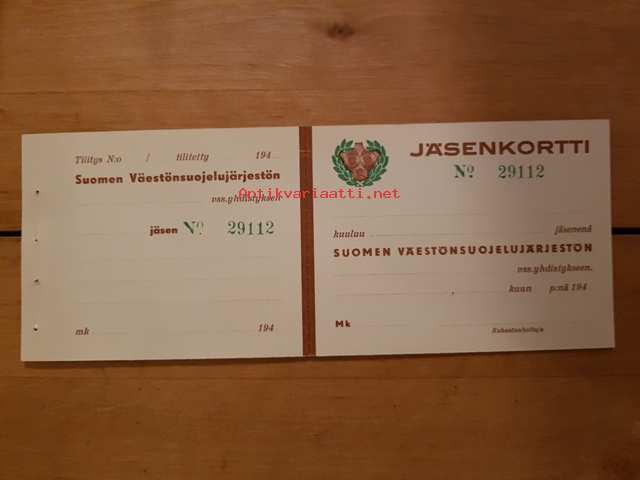 Tilitys N:o / tilitetty 194
Suomen Väestönsuojelujärjestön
vss.yhdistyksen
jäsen Nº 29112
mk 194
JÄSENKORTTI
Nº 29112
kuuluu jäsenenä
SUOMEN VÄESTÖNSUOJELUJÄRJESTÖN
vss.yhdistykseen.
kuun p:nä 194
Mk
Rahastonhoitaja
Antikvariaatti.net